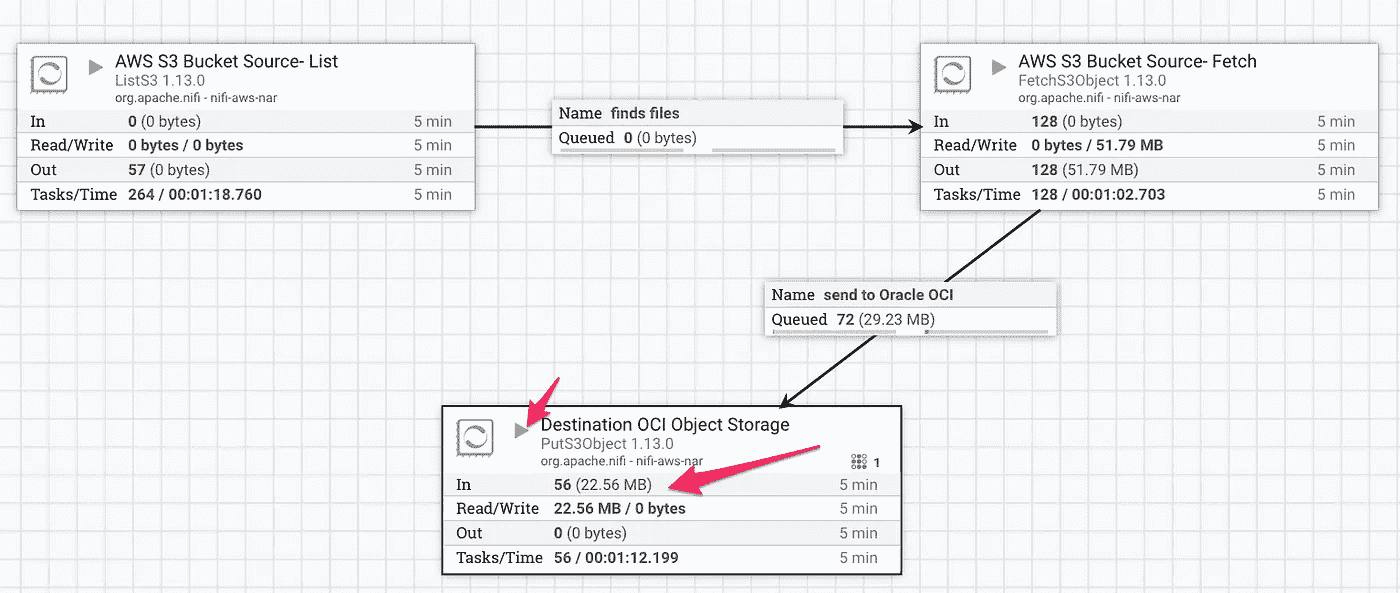 AWS S3 Bucket Source- List
ListS3 1.13.0
org.apache.nifi - nifi-aws-nar
In 0 (0 bytes) 5 min
Read/Write 0 bytes / 0 bytes 5 min
Out 57 (0 bytes) 5 min
Tasks/Time 264 / 00:01:18.760 5 min
Name finds files
Queued 0 (0 bytes)
AWS S3 Bucket Source- Fetch
FetchS3Object 1.13.0
org.apache.nifi - nifi-aws-nar
In 128 (0 bytes) 5 min
Read/Write 0 bytes / 51.79 MB 5 min
Out 128 (51.79 MB) 5 min
Tasks/Time 128 / 00:01:02.703 5 min
Name send to Oracle OCI
Queued 72 (29.23 MB)
Destination OCI Object Storage
PutS3Object 1.13.0
org.apache.nifi - nifi-aws-nar
1
In 56 (22.56 MB) 5 min
Read/Write 22.56 MB / 0 bytes 5 min
Out 0 (0 bytes) 5 min
Tasks/Time 56 / 00:01:12.199 5 min